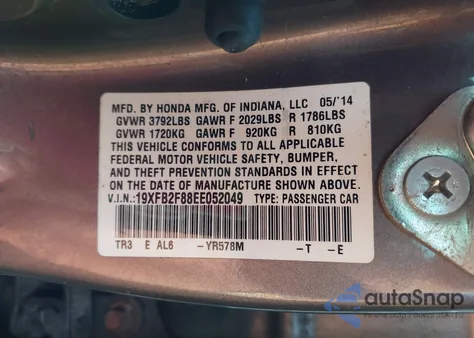 MFD. BY HONDA MFG. OF INDIANA, LLC 05/'14
GVWR 3792LBS GAWR F 2029LBS R 1786LBS
GVWR 1720KG GAWR F 920KG R 810KG
THIS VEHICLE CONFORMS TO ALL APPLICABLE
FEDERAL MOTOR VEHICLE SAFETY, BUMPER,
AND THEFT PREVENTION STANDARDS IN EFFECT
ON THE DATE OF MANUFACTURE SHOWN ABOVE.
V.I.N.:19XFB2F88EE052049 TYPE: PASSENGER CAR
TR3 E AL6 -YR578M -T -E
autoSnap